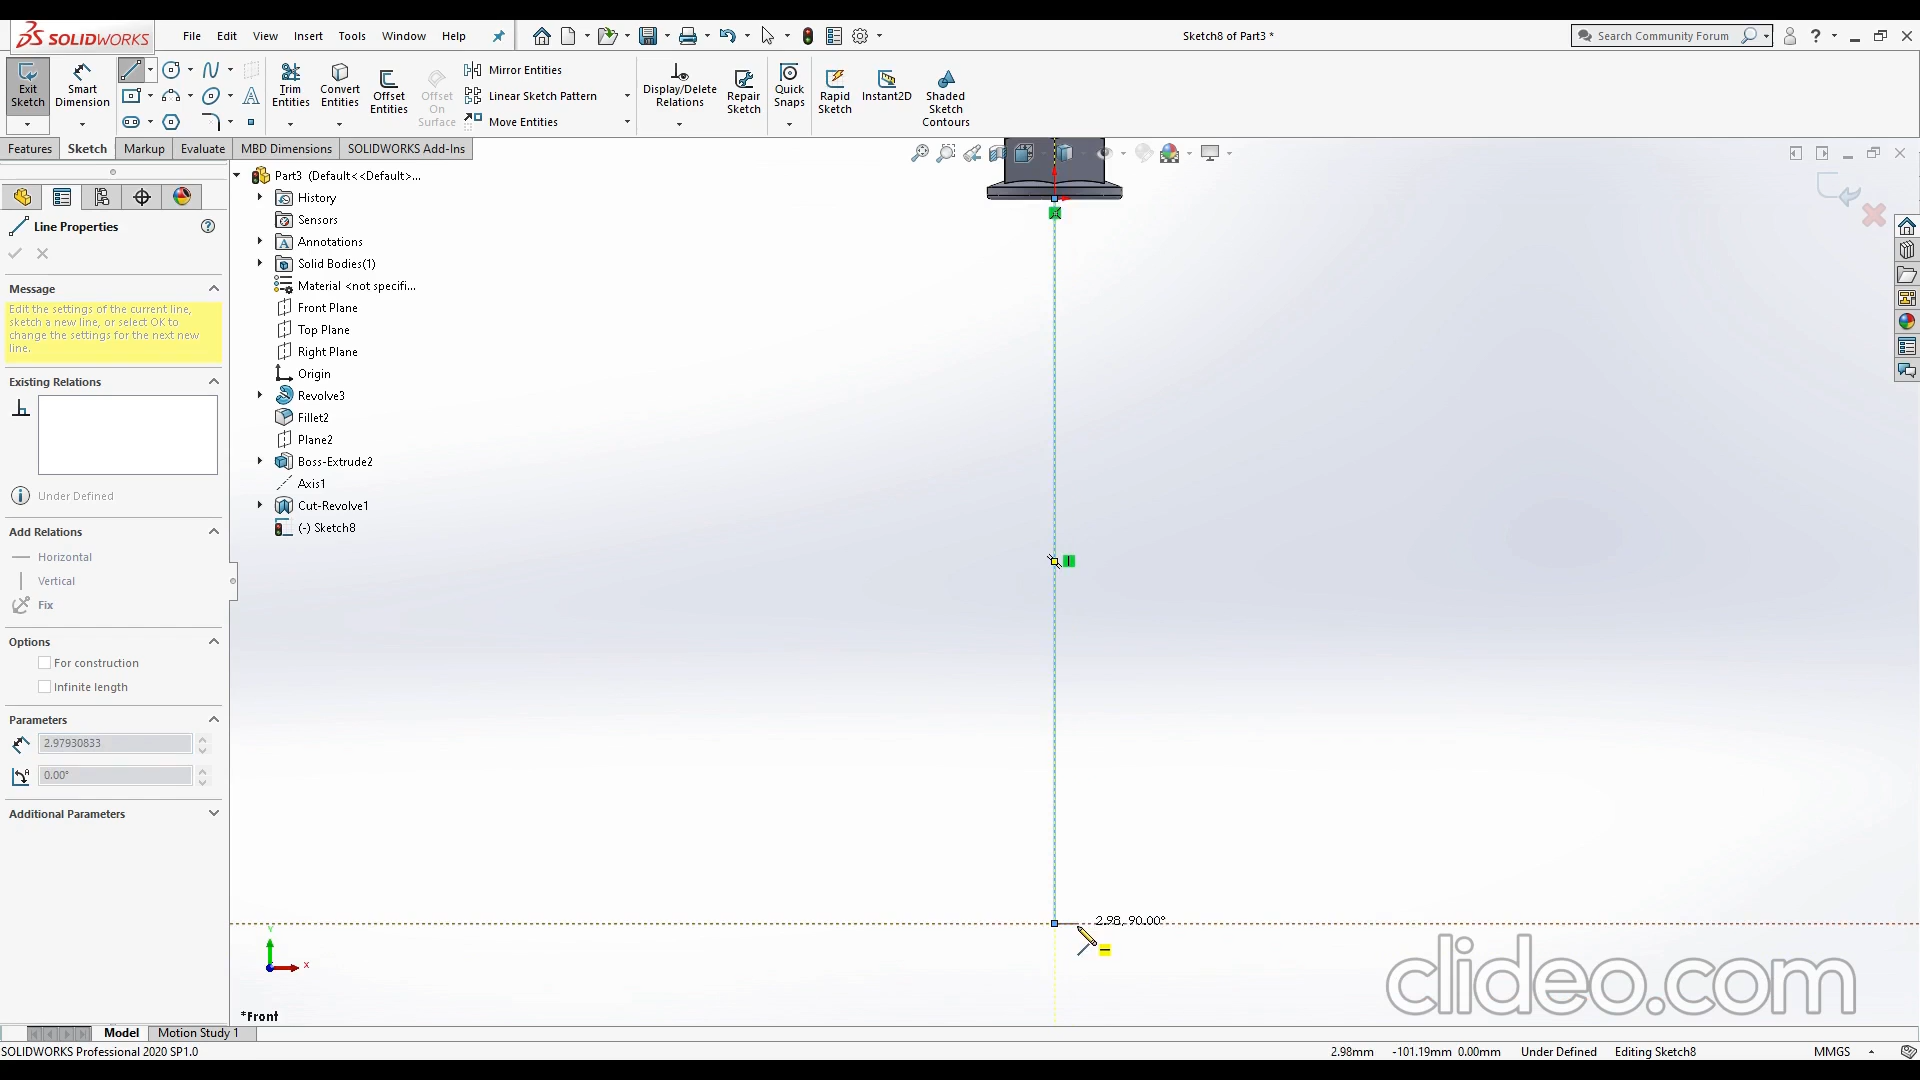 SOLIDWORKS
File Edit View Insert Tools Window Help
Sketch8 of Part3 *
Search Community Forum
Exit Sketch
Smart Dimension
Trim Entities
Convert Entities
Offset Entities
Offset On Surface
Mirror Entities
Linear Sketch Pattern
Move Entities
Display/Delete Relations
Repair Sketch
Quick Snaps
Rapid Sketch
Instant2D
Shaded Sketch Contours
Features Sketch Markup Evaluate MBD Dimensions SOLIDWORKS Add-Ins
Line Properties
Message
Edit the settings of the current line,
sketch a new line, or select OK to
change the settings for the next new
line.
Existing Relations
Under Defined
Add Relations
Horizontal
Vertical
Fix
Options
For construction
Infinite length
Parameters
2.97930833
0.00°
Additional Parameters
Part3 (Default<<Default>...
History
Sensors
Annotations
Solid Bodies(1)
Material <not specifi...
Front Plane
Top Plane
Right Plane
Origin
Revolve3
Fillet2
Plane2
Boss-Extrude2
Axis1
Cut-Revolve1
(-) Sketch8
2.98, 90.00°
Y
X
*Front
clideo.com
Model Motion Study 1
SOLIDWORKS Professional 2020 SP1.0
2.98mm -101.19mm 0.00mm Under Defined Editing Sketch8 MMGS